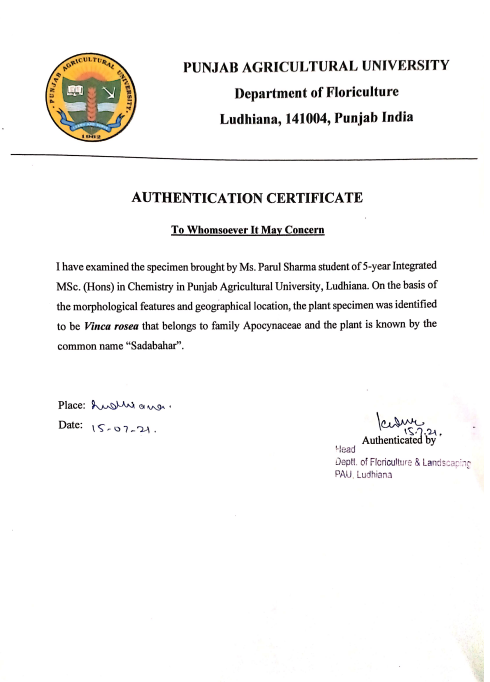 PUNJAB AGRICULTURAL UNIVERSITY
1962
PUNJAB AGRICULTURAL UNIVERSITY
Department of Floriculture
Ludhiana, 141004, Punjab India
AUTHENTICATION CERTIFICATE
To Whomsoever It May Concern
I have examined the specimen brought by Ms. Parul Sharma student of 5-year Integrated
MSc. (Hons) in Chemistry in Punjab Agricultural University, Ludhiana. On the basis of
the morphological features and geographical location, the plant specimen was identified
to be Vinca rosea that belongs to family Apocynaceae and the plant is known by the
common name “Sadabahar”.
Place: Ludhiana.
Date: 15-07-21.
15.7.21.
Authenticated by
Head
Deptt. of Floriculture & Landscaping
PAU, Ludhiana